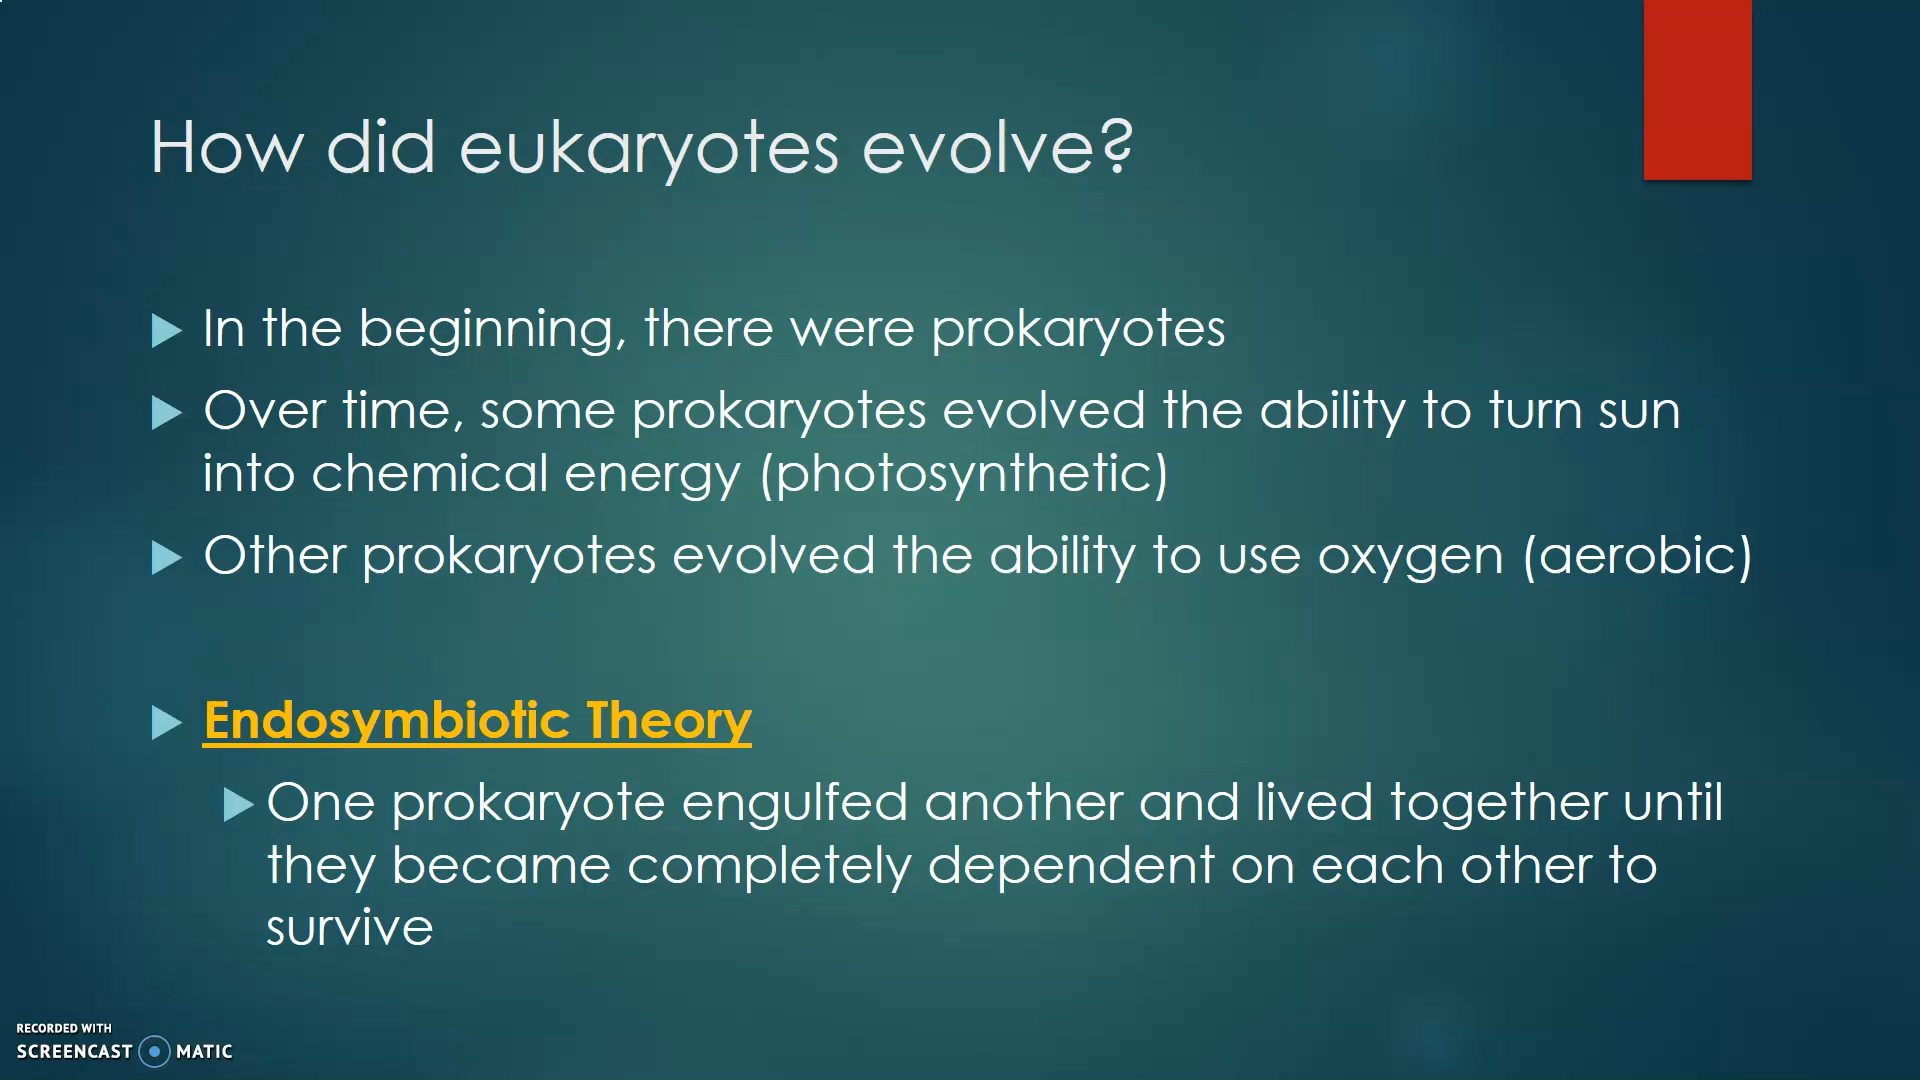 How did eukaryotes evolve?
In the beginning, there were prokaryotes
Over time, some prokaryotes evolved the ability to turn sun
into chemical energy (photosynthetic)
Other prokaryotes evolved the ability to use oxygen (aerobic)
Endosymbiotic Theory
One prokaryote engulfed another and lived together until
they became completely dependent on each other to
survive
RECORDED WITH
SCREENCAST MATIC